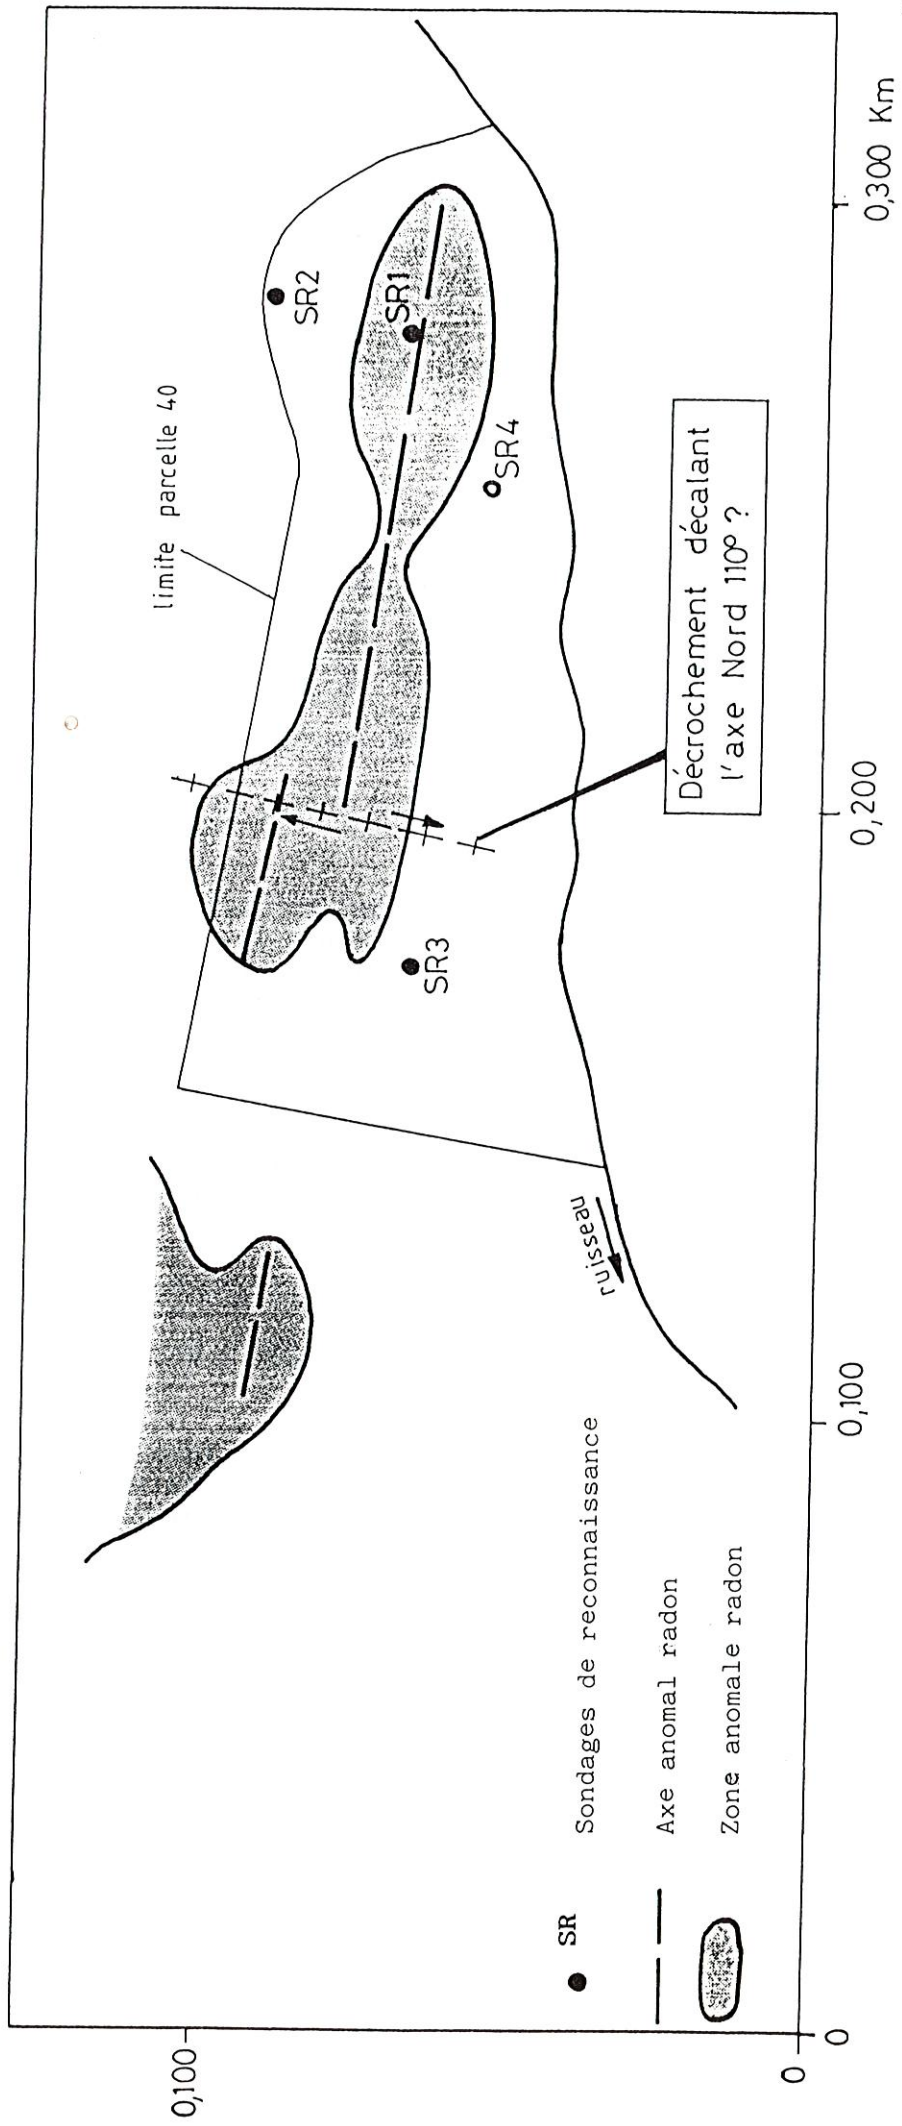 0,100
0
0
0,100
0,200
0,300 Km
limite parcelle 40
SR2
SR1
SR4
SR3
Décrochement décalant
l'axe Nord 110° ?
ruisseau
SR Sondages de reconnaissance
Axe anomal radon
Zone anomale radon